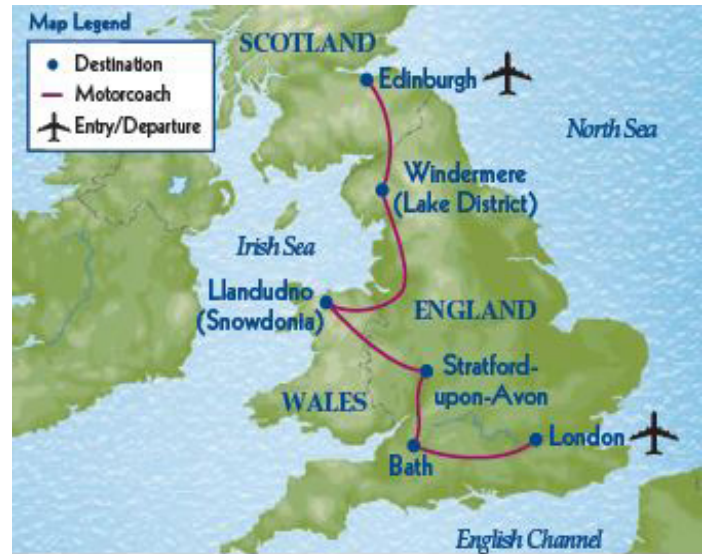 Map Legend
Destination
Motorcoach
Entry/Departure
SCOTLAND
Edinburgh
North Sea
Windermere
(Lake District)
Irish Sea
Llandudno
(Snowdonia)
ENGLAND
Stratford-
upon-Avon
WALES
London
Bath
English Channel